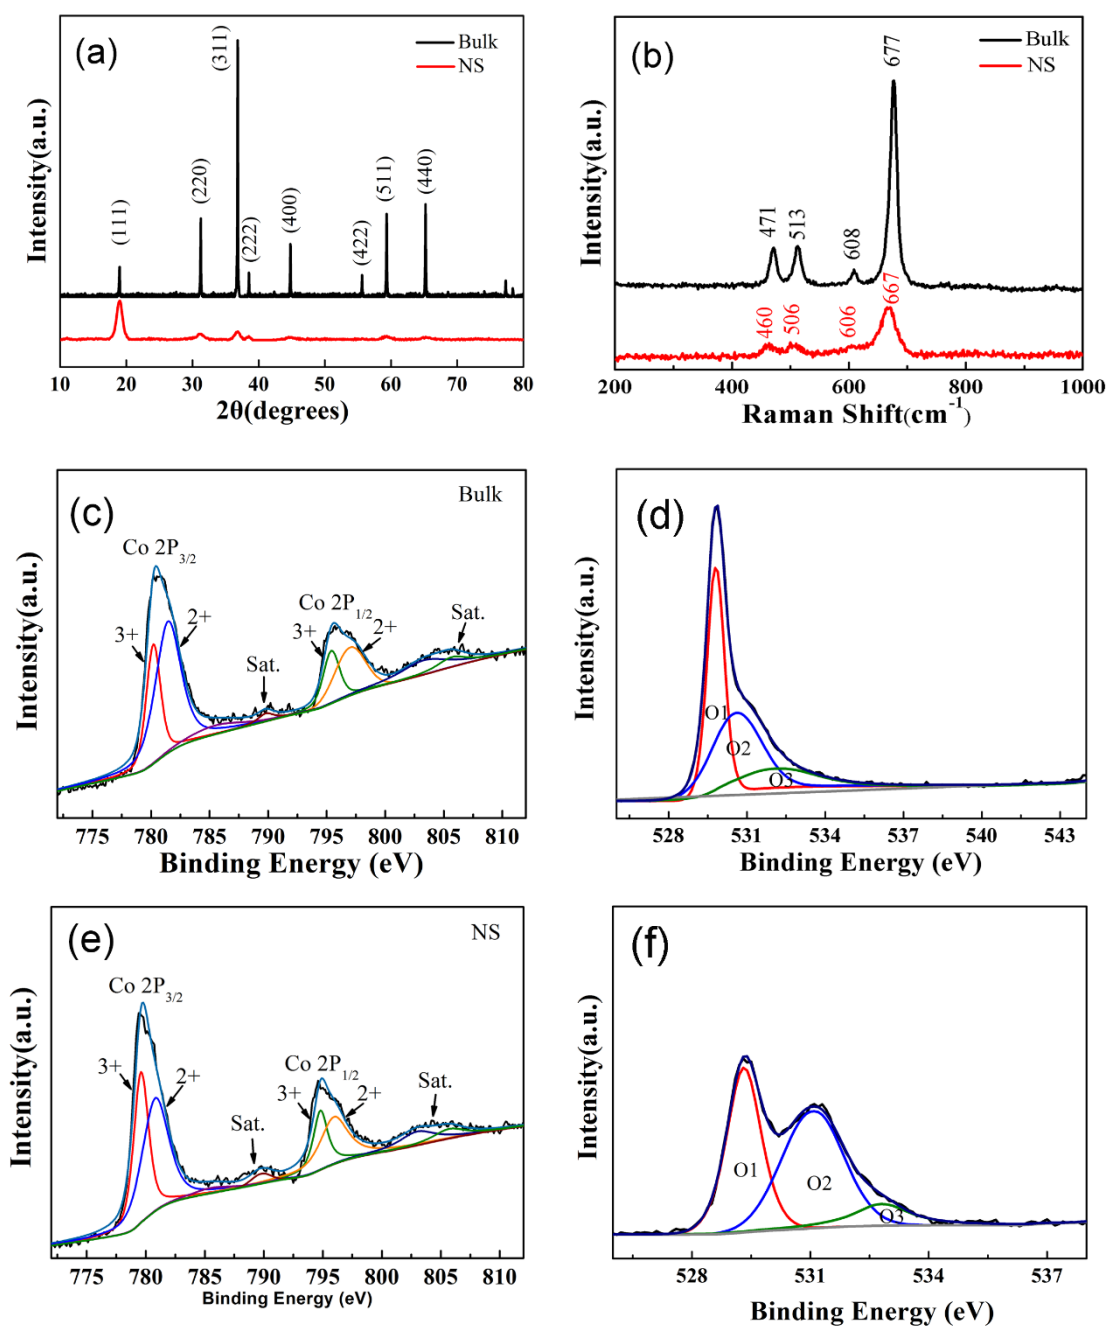 (a)
Bulk
NS
(111)
(220)
(311)
(222)
(400)
(422)
(511)
(440)
Intensity(a.u.)
10 20 30 40 50 60 70 80
2θ(degrees)
(b)
Bulk
NS
471
513
608
677
460
506
606
667
Intensity(a.u.)
200 400 600 800 1000
Raman Shift(cm⁻¹)
(c)
Bulk
Co 2P3/2
3+
2+
Sat.
Co 2P1/2
3+
2+
Sat.
Intensity(a.u.)
775 780 785 790 795 800 805 810
Binding Energy (eV)
(d)
O1
O2
O3
Intensity(a.u.)
528 531 534 537 540 543
Binding Energy (eV)
(e)
NS
Co 2P3/2
3+
2+
Sat.
Co 2P1/2
3+
2+
Sat.
Intensity(a.u.)
775 780 785 790 795 800 805 810
Binding Energy (eV)
(f)
O1
O2
O3
Intensity(a.u.)
528 531 534 537
Binding Energy (eV)